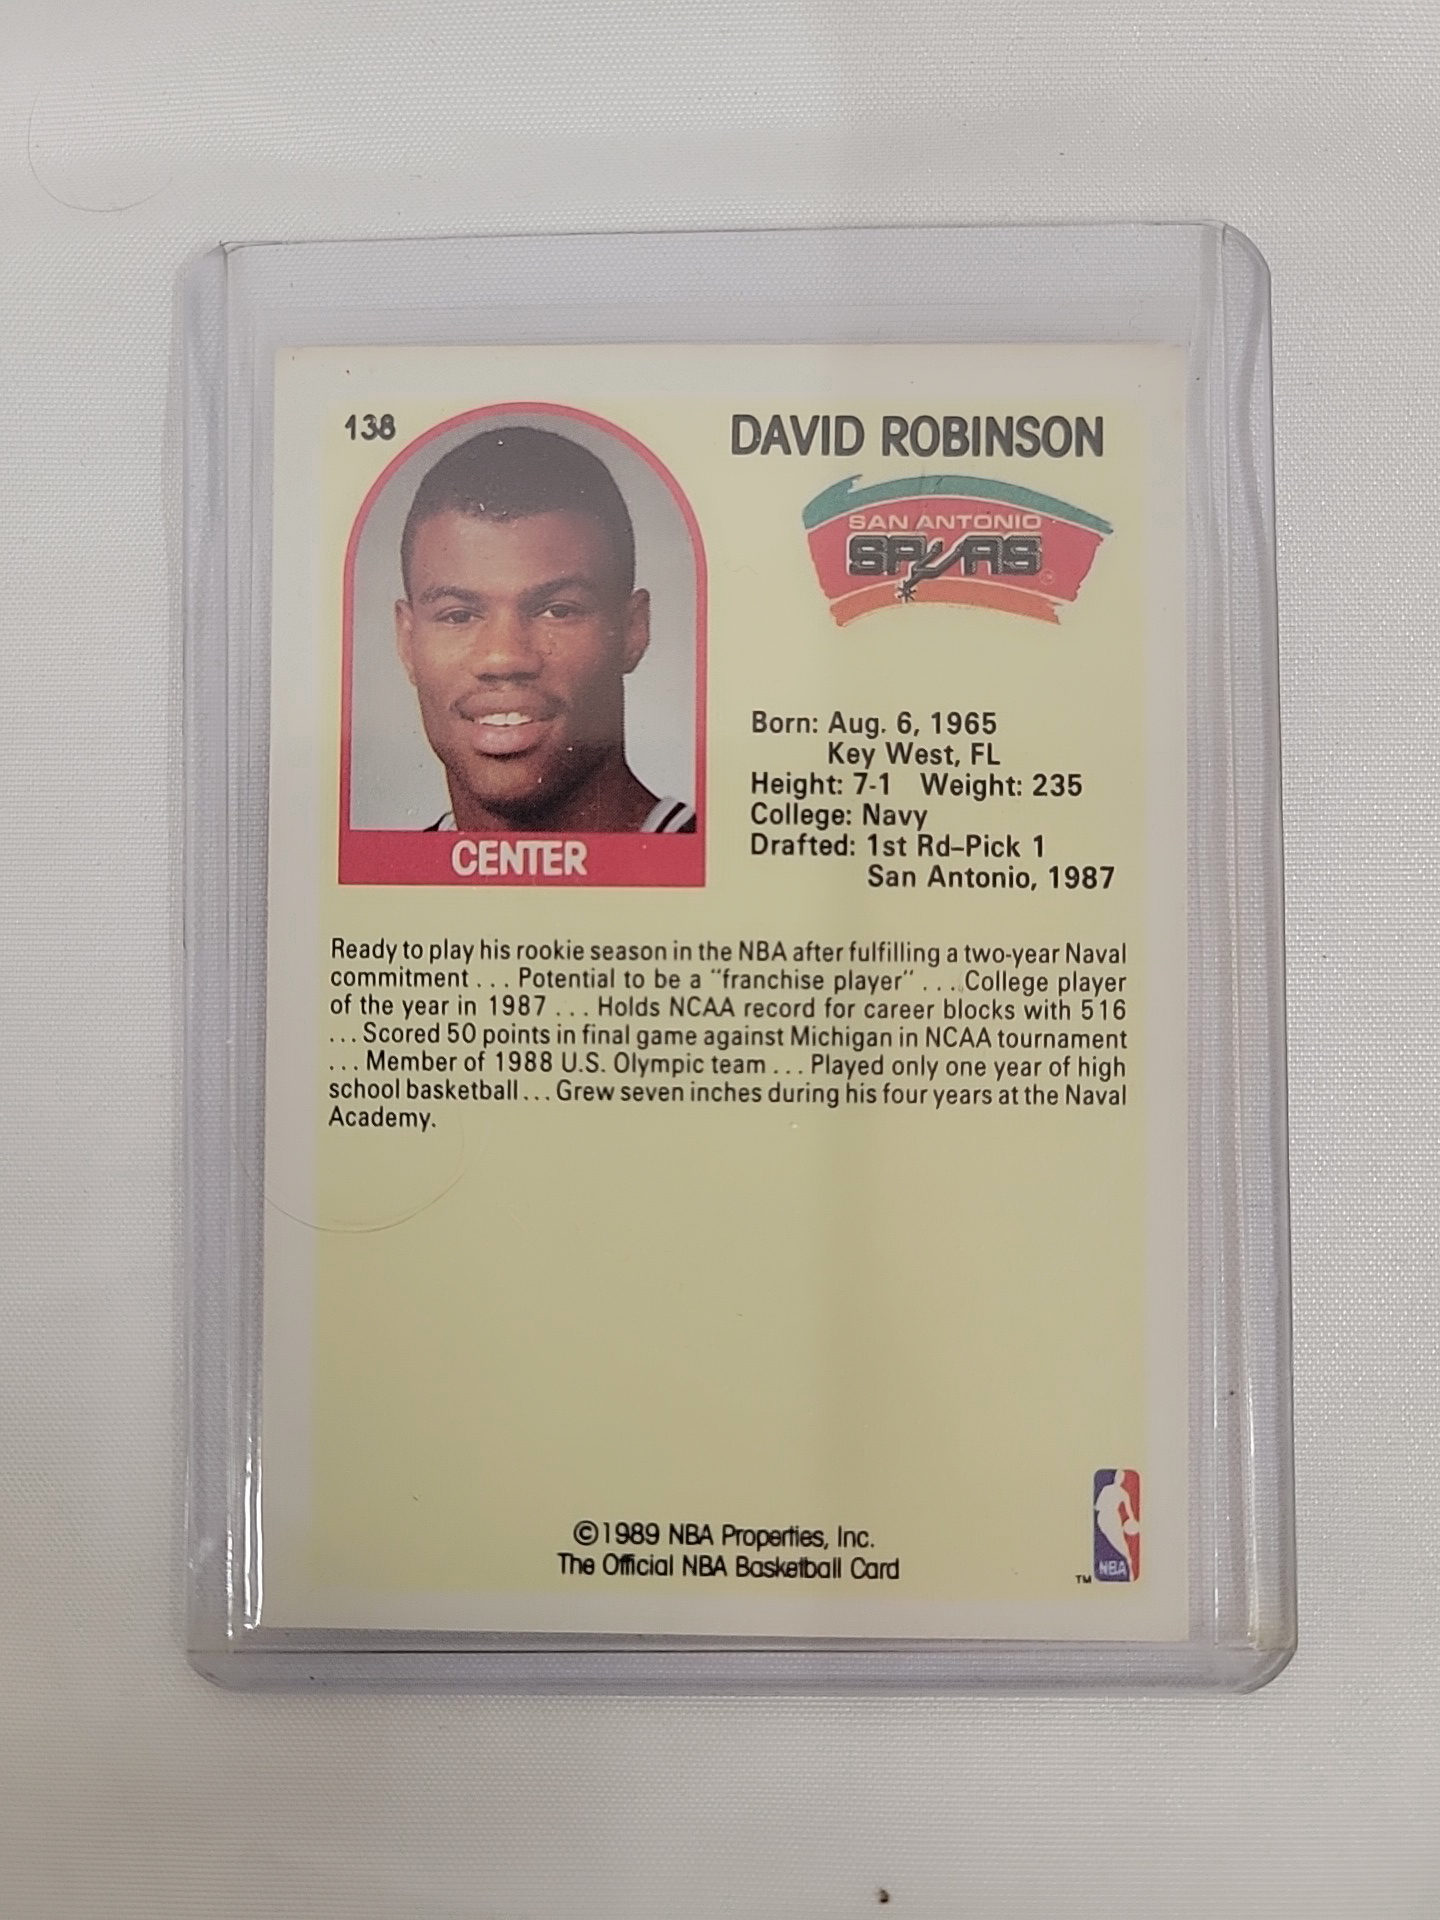 138
DAVID ROBINSON
SAN ANTONIO
SPURS
Born: Aug. 6, 1965
Key West, FL
Height: 7-1 Weight: 235
College: Navy
Drafted: 1st Rd–Pick 1
San Antonio, 1987
CENTER
Ready to play his rookie season in the NBA after fulfilling a two-year Naval
commitment . . . Potential to be a "franchise player" . . . College player
of the year in 1987 . . . Holds NCAA record for career blocks with 516
. . . Scored 50 points in final game against Michigan in NCAA tournament
. . . Member of 1988 U.S. Olympic team . . . Played only one year of high
school basketball . . . Grew seven inches during his four years at the Naval
Academy.
©1989 NBA Properties, Inc.
The Official NBA Basketball Card
TM NBA